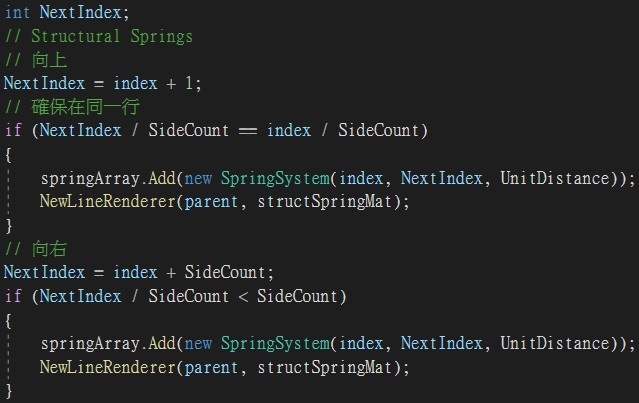 int NextIndex;
// Structural Springs
// 向上
NextIndex = index + 1;
// 確保在同一行
if (NextIndex / SideCount == index / SideCount)
{
    springArray.Add(new SpringSystem(index, NextIndex, UnitDistance));
    NewLineRenderer(parent, structSpringMat);
}
// 向右
NextIndex = index + SideCount;
if (NextIndex / SideCount < SideCount)
{
    springArray.Add(new SpringSystem(index, NextIndex, UnitDistance));
    NewLineRenderer(parent, structSpringMat);
}